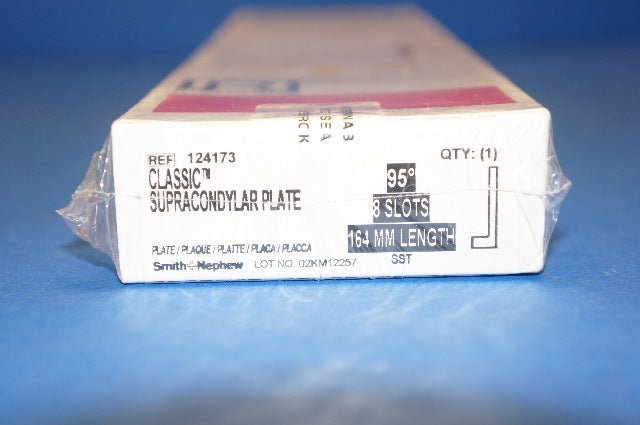 REF 124173
CLASSIC™
SUPRACONDYLAR PLATE
QTY: (1)
95°
8 SLOTS
164 MM LENGTH
SST
PLATE / PLAQUE / PLATTE / PLACA / PLACCA
Smith+Nephew LOT NO. 02KM12257